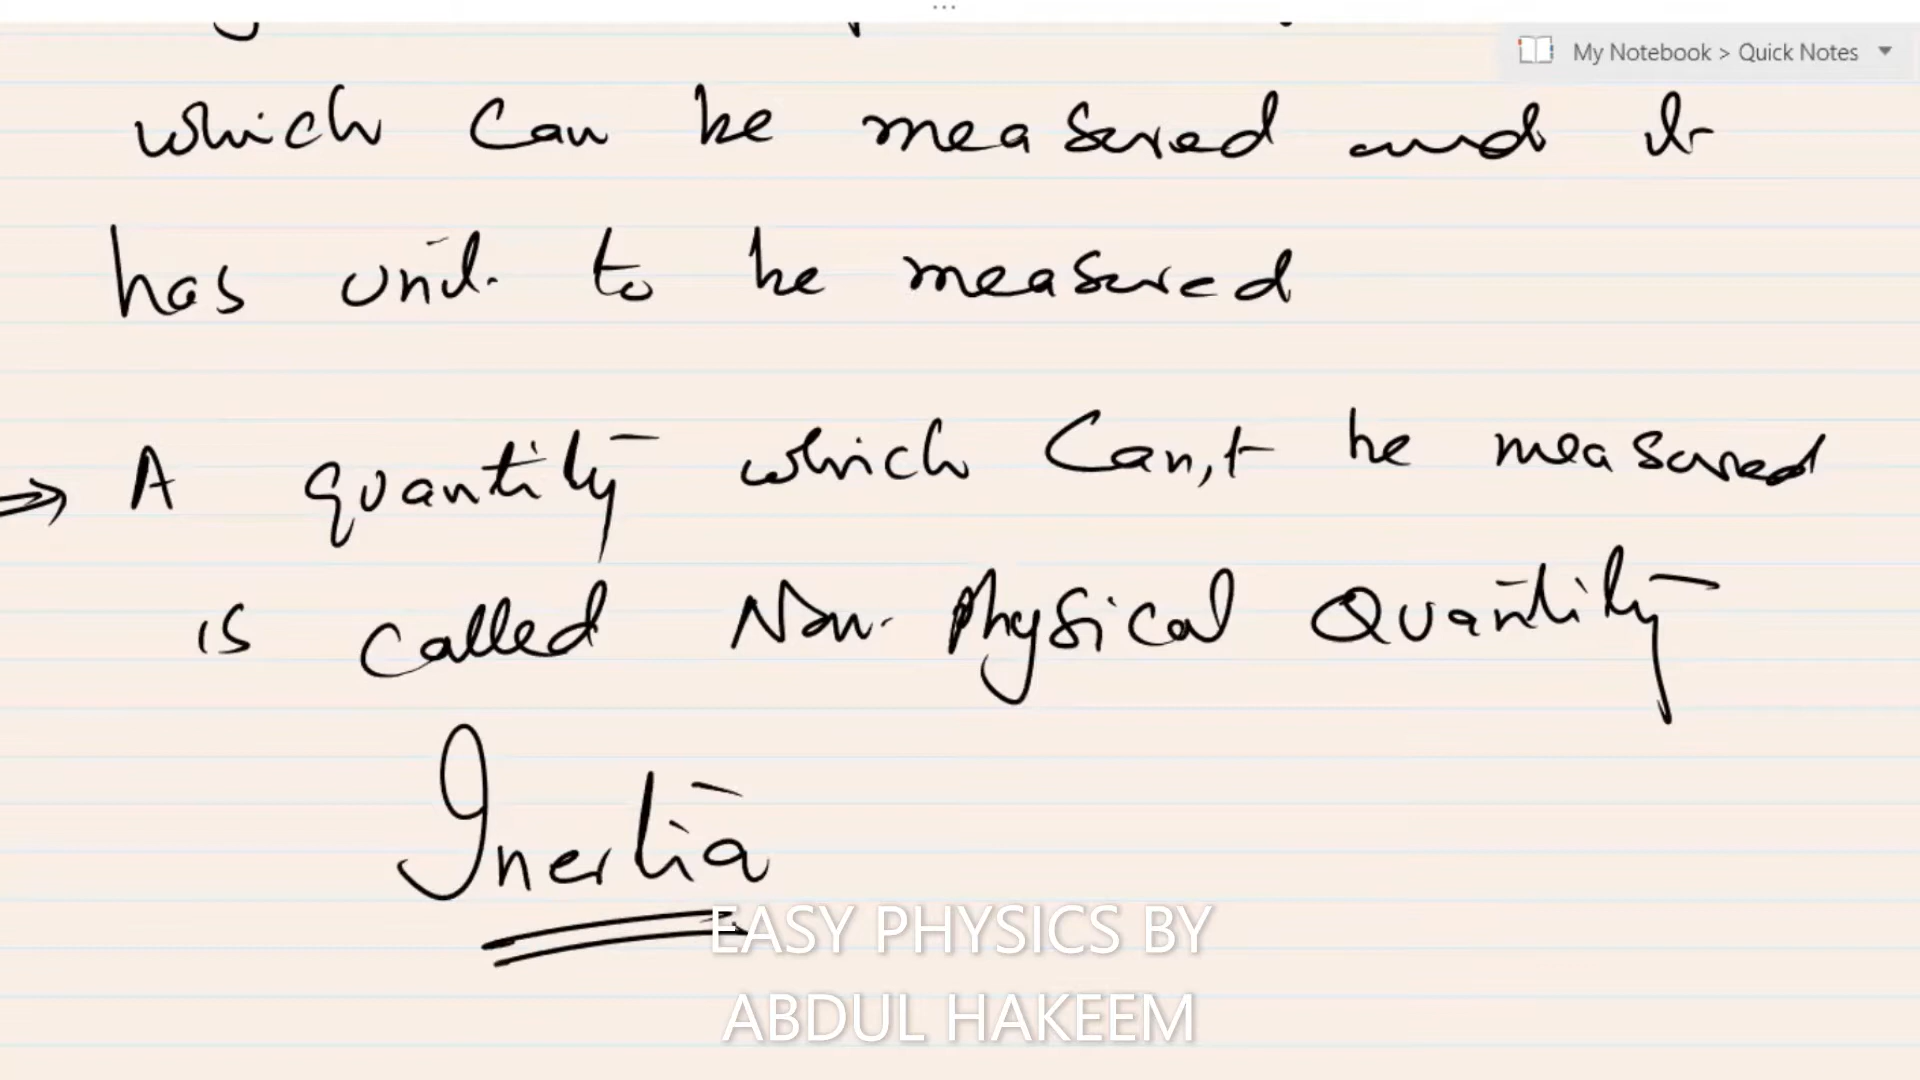 My Notebook > Quick Notes
which can be measured and it
has unit to be measured
⇒ A quantity which Can,t be measured
is called Non-Physical Quantity
Inertia
EASY PHYSICS BY
ABDUL HAKEEM